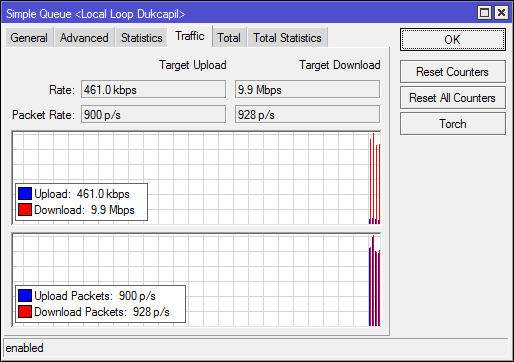 Simple Queue <Local Loop Dukcapil>
General Advanced Statistics Traffic Total Total Statistics
OK
Reset Counters
Reset All Counters
Torch
Target Upload Target Download
Rate: 461.0 kbps 9.9 Mbps
Packet Rate: 900 p/s 928 p/s
Upload: 461.0 kbps
Download: 9.9 Mbps
Upload Packets: 900 p/s
Download Packets: 928 p/s
enabled